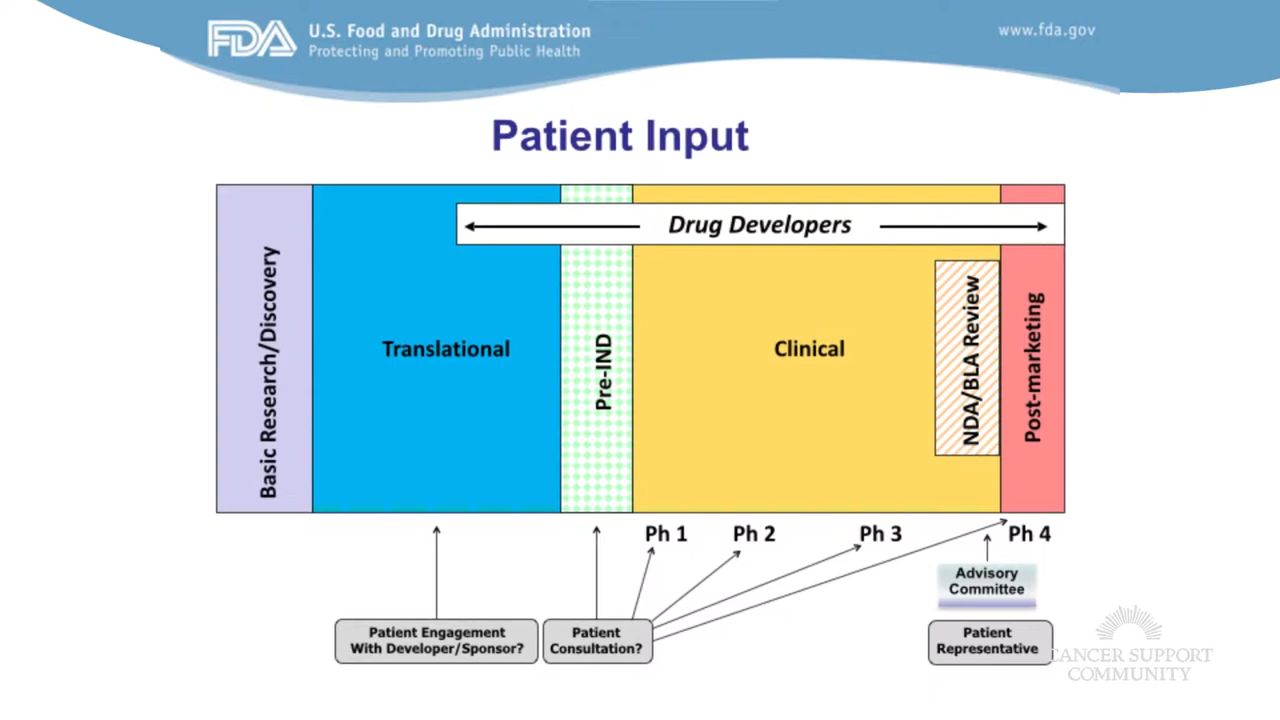 FDA
U.S. Food and Drug Administration
Protecting and Promoting Public Health
www.fda.gov
Patient Input
Drug Developers
Basic Research/Discovery
Translational
Pre-IND
Clinical
NDA/BLA Review
Post-marketing
Ph 1
Ph 2
Ph 3
Ph 4
Advisory
Committee
Patient Engagement
With Developer/Sponsor?
Patient
Consultation?
Patient
Representative
CANCER SUPPORT
COMMUNITY